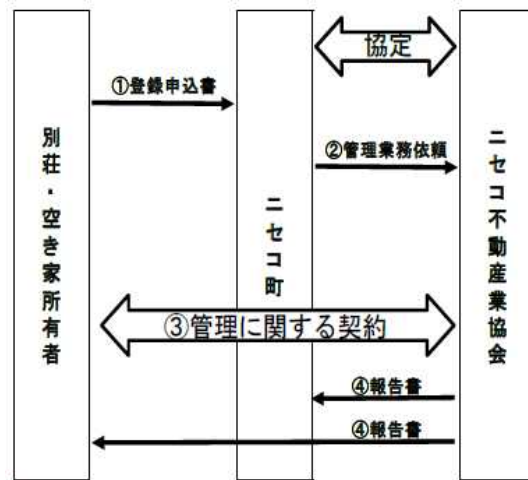 協定
①登録申込書
②管理業務依頼
別荘・空き家所有者
ニセコ町
ニセコ不動産業協会
③管理に関する契約
④報告書
④報告書